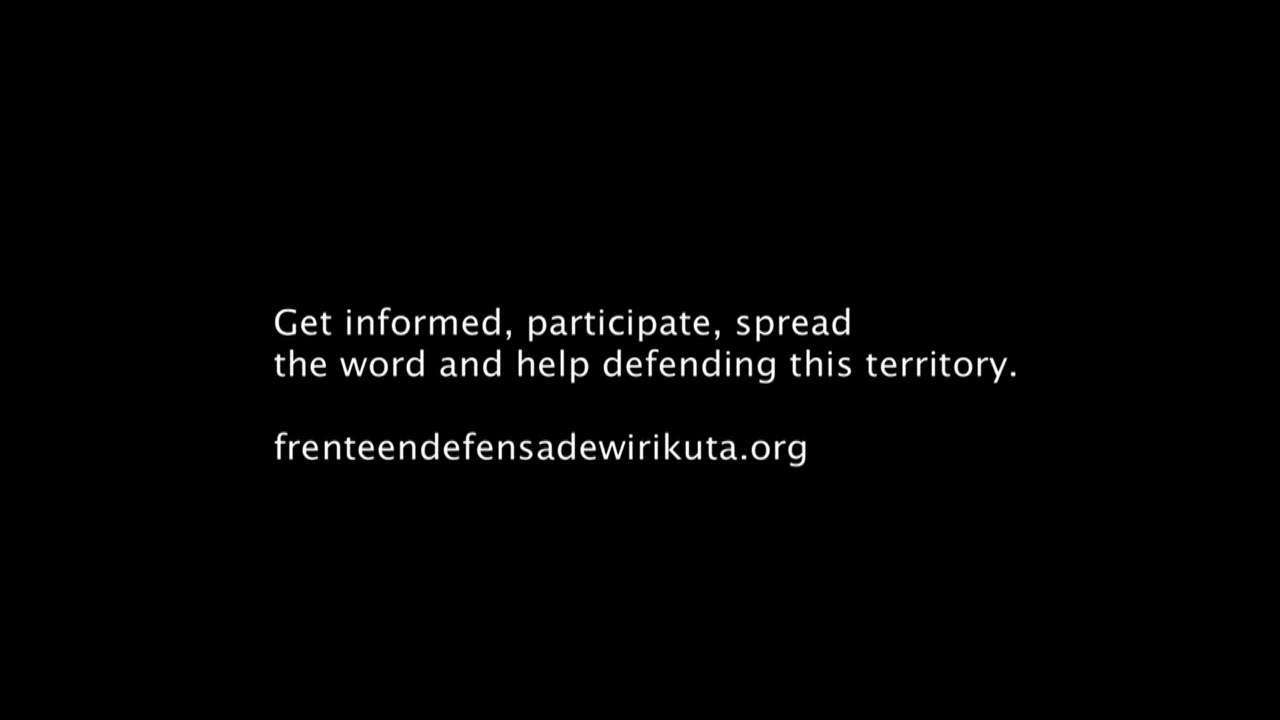 Get informed, participate, spread
the word and help defending this territory.
frenteendefensadewirikuta.org